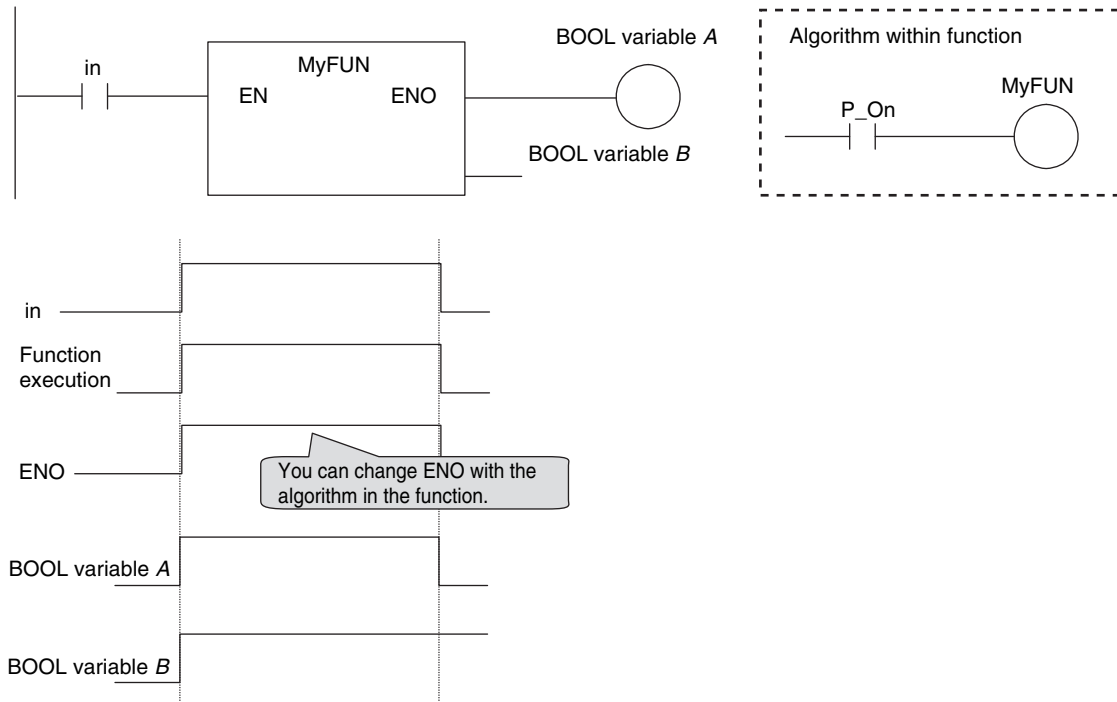 BOOL variable A
Algorithm within function
in
MyFUN
MyFUN
EN
ENO
P_On
BOOL variable B
in
Function
execution
ENO
You can change ENO with the
algorithm in the function.
BOOL variable A
BOOL variable B